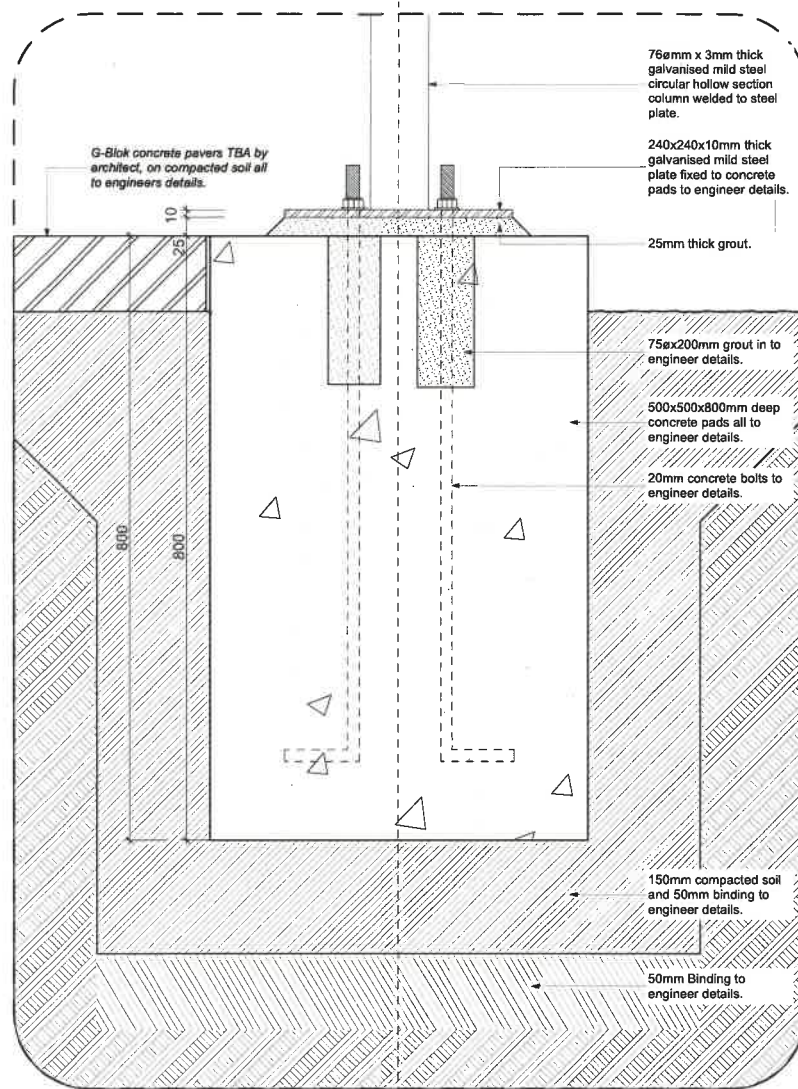 76ømm x 3mm thick
galvanised mild steel
circular hollow section
column welded to steel
plate.
G-Blok concrete pavers TBA by
architect, on compacted soil all
to engineers details.
240x240x10mm thick
galvanised mild steel
plate fixed to concrete
pads to engineer details.
10
25
25mm thick grout.
75øx200mm grout in to
engineer details.
500x500x800mm deep
concrete pads all to
engineer details.
20mm concrete bolts to
engineer details.
800
800
150mm compacted soil
and 50mm binding to
engineer details.
50mm Binding to
engineer details.